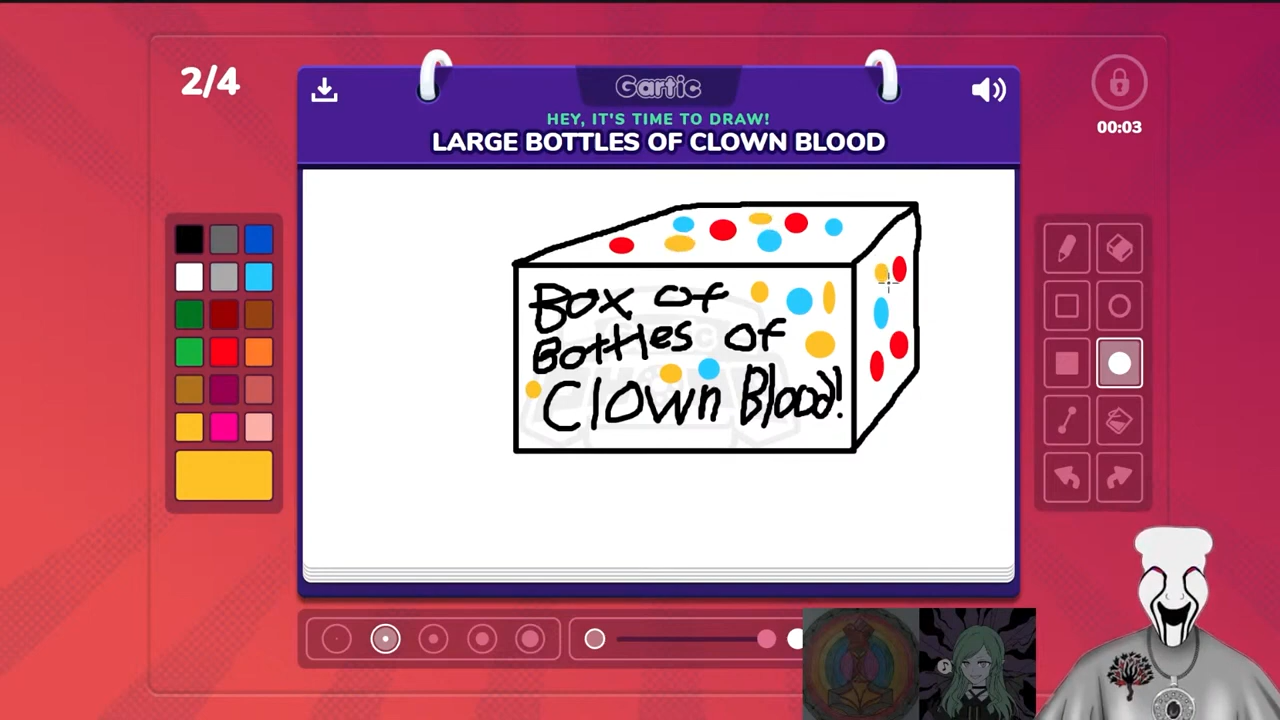 2/4
Gartic
HEY, IT'S TIME TO DRAW!
LARGE BOTTLES OF CLOWN BLOOD
00:03
Box of
Bottles of
Clown Blood!